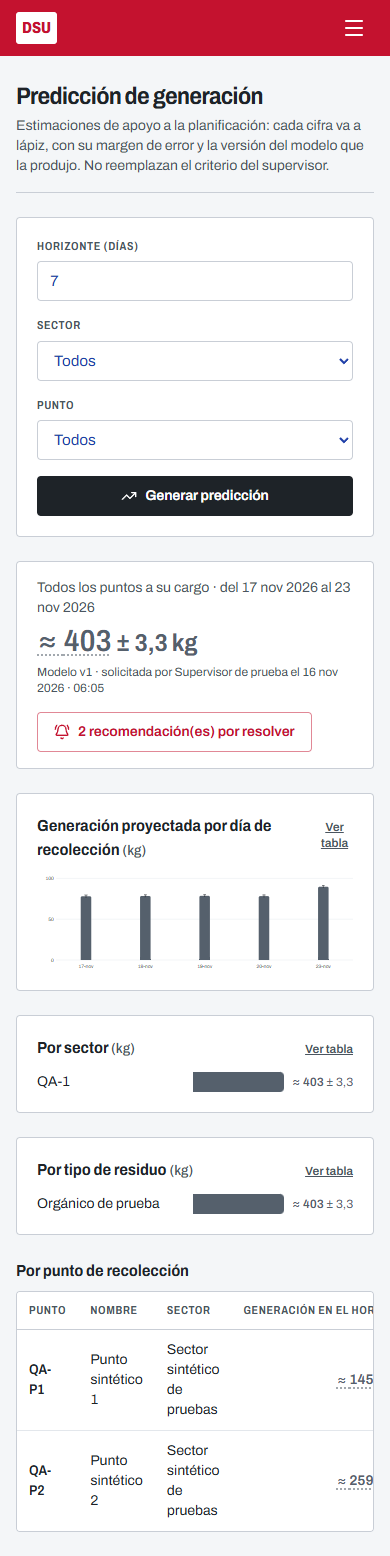 DSU
Predicción de generación
Estimaciones de apoyo a la planificación: cada cifra va a
lápiz, con su margen de error y la versión del modelo que
la produjo. No reemplazan el criterio del supervisor.
HORIZONTE (DÍAS)
7
SECTOR
Todos
PUNTO
Todos
Generar predicción
Todos los puntos a su cargo · del 17 nov 2026 al 23
nov 2026
≈ 403 ± 3,3 kg
Modelo v1 · solicitada por Supervisor de prueba el 16 nov
2026 · 06:05
2 recomendación(es) por resolver
Generación proyectada por día de
recolección (kg)
Ver
tabla
100
50
0
17-nov 18-nov 19-nov 20-nov 23-nov
Por sector (kg) Ver tabla
QA-1 ≈ 403 ± 3,3
Por tipo de residuo (kg) Ver tabla
Orgánico de prueba ≈ 403 ± 3,3
Por punto de recolección
PUNTO NOMBRE SECTOR GENERACIÓN EN EL HOR
QA-
P1
Punto
sintético
1
Sector
sintético
de
pruebas
≈ 145
QA-
P2
Punto
sintético
2
Sector
sintético
de
pruebas
≈ 259